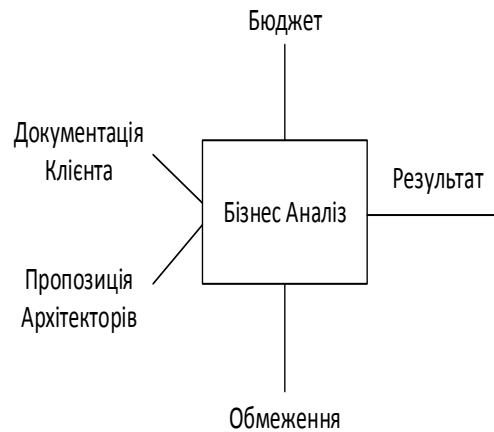 Бюджет
Документація
Клієнта
Бізнес Аналіз
Результат
Пропозиція
Архітекторів
Обмеження